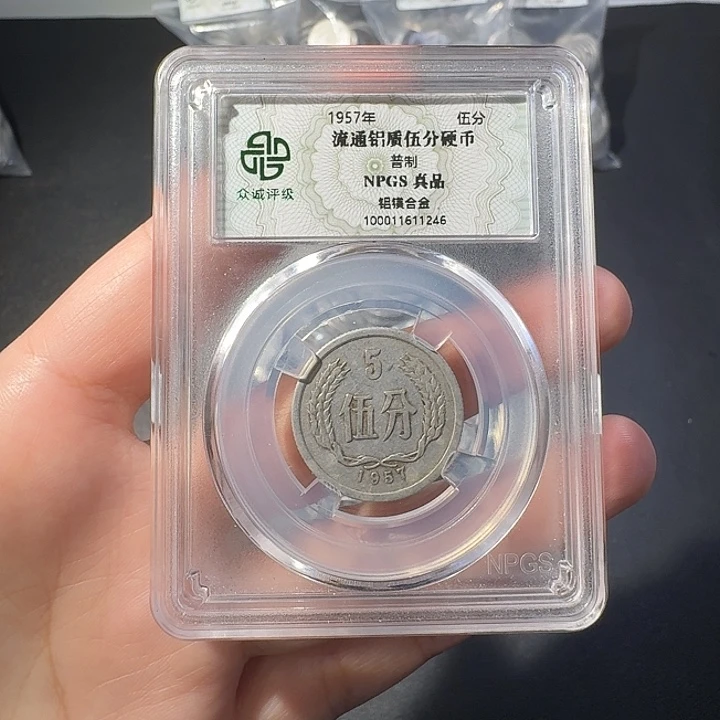 1957年 伍分
流通铝质伍分硬币
普制
NPGS 真品
铝镁合金
100011611246
众诚评级
5
伍分
1957
NPGS